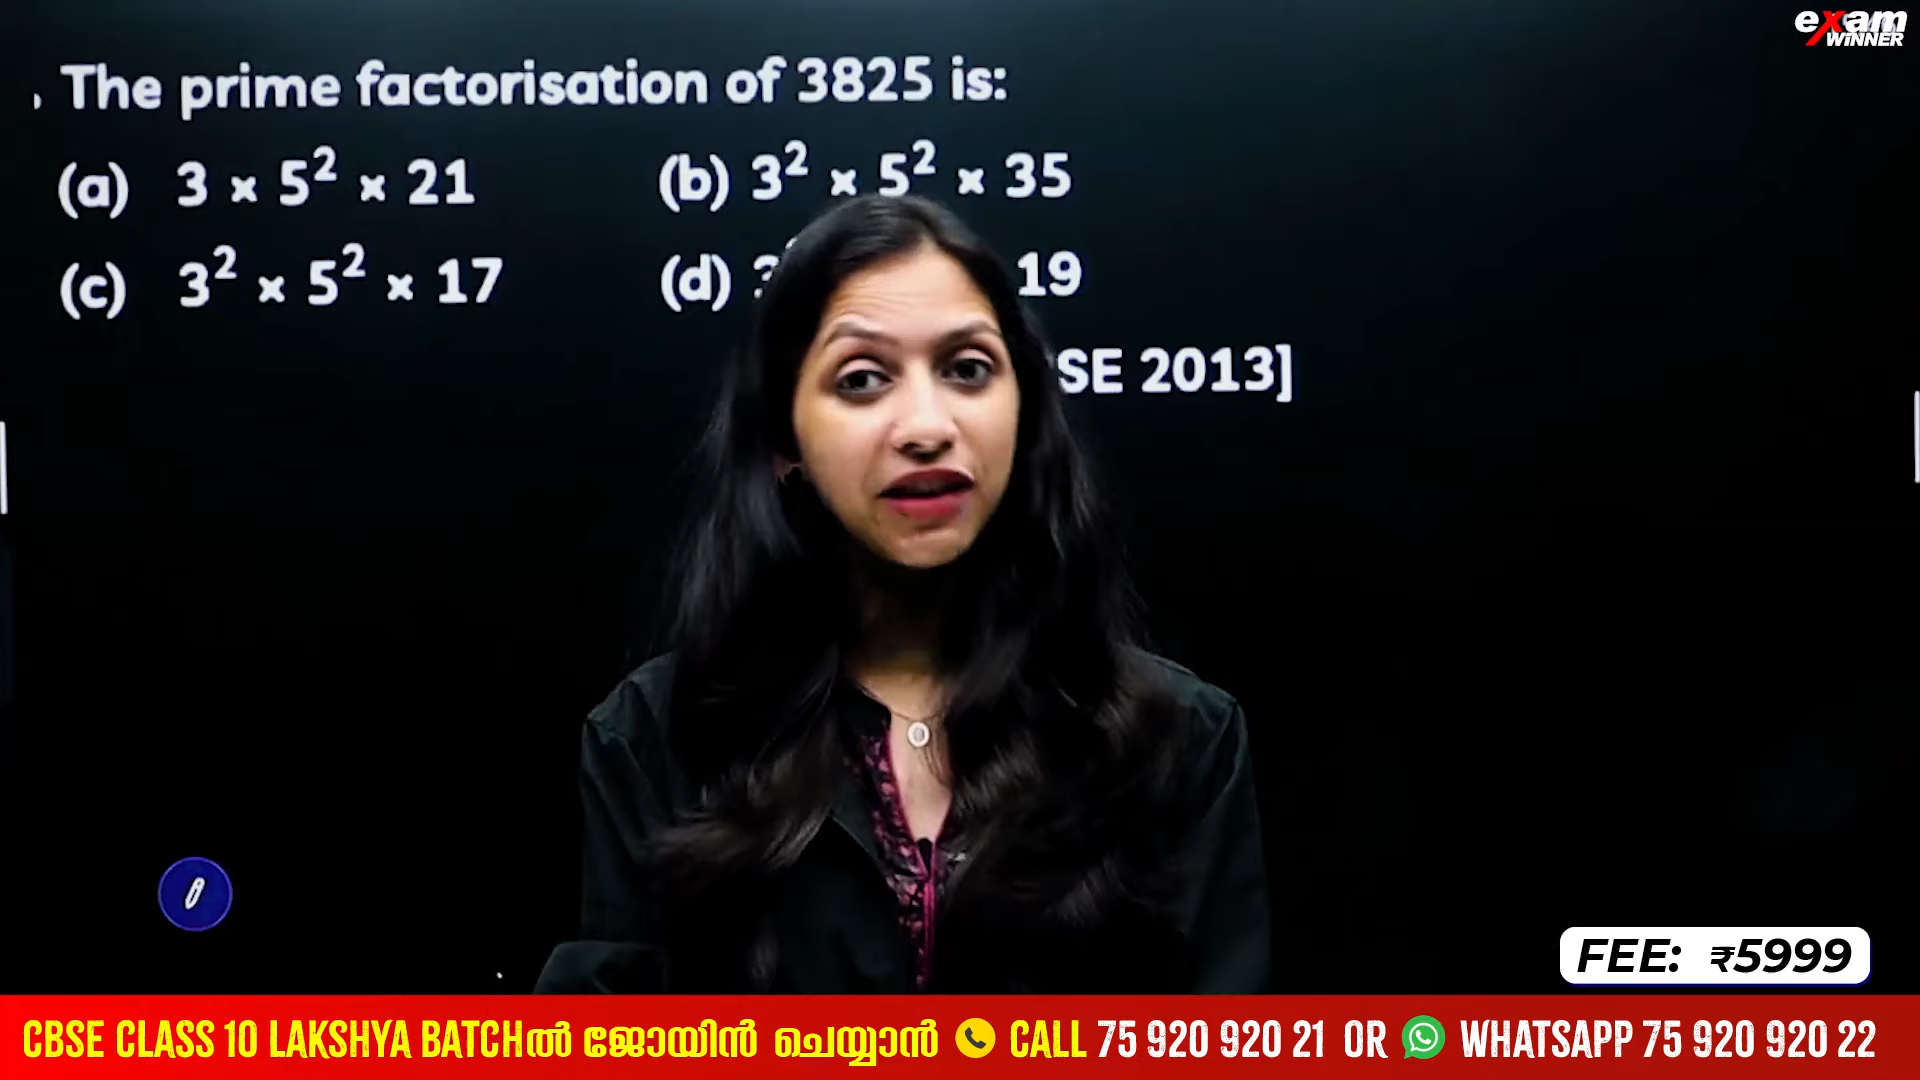 exam
WINNER
The prime factorisation of 3825 is:
(a) 3 × 5² × 21
(b) 3² × 5² × 35
(c) 3² × 5² × 17
(d) 3 19
SE 2013]
FEE: ₹5999
CBSE CLASS 10 LAKSHYA BATCHൽ ജോയിൻ ചെയ്യാൻ CALL 75 920 920 21 OR WHATSAPP 75 920 920 22